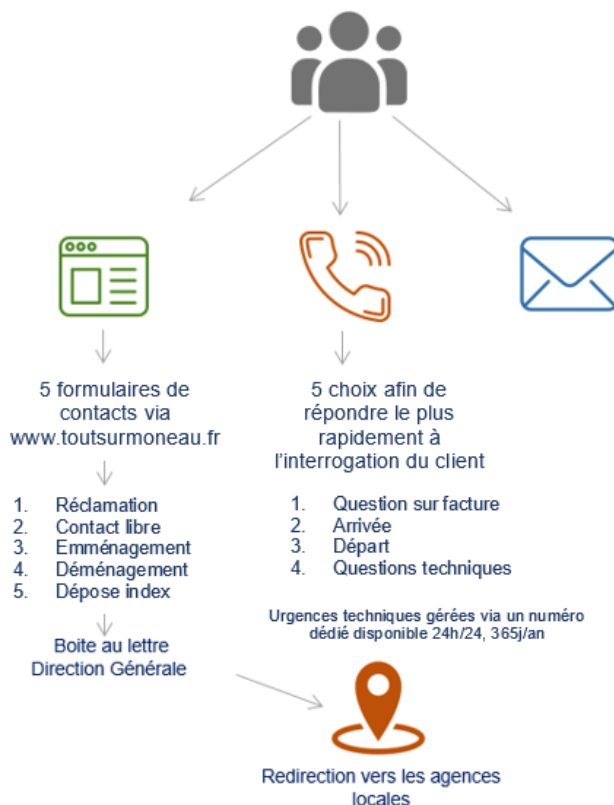 5 formulaires de
contacts via
www.toutsurmoneau.fr
1. Réclamation
2. Contact libre
3. Emménagement
4. Déménagement
5. Dépose index
Boite au lettre
Direction Générale
5 choix afin de
répondre le plus
rapidement à
l'interrogation du client
1. Question sur facture
2. Arrivée
3. Départ
4. Questions techniques
Urgences techniques gérées via un numéro
dédié disponible 24h/24, 365j/an
Redirection vers les agences
locales